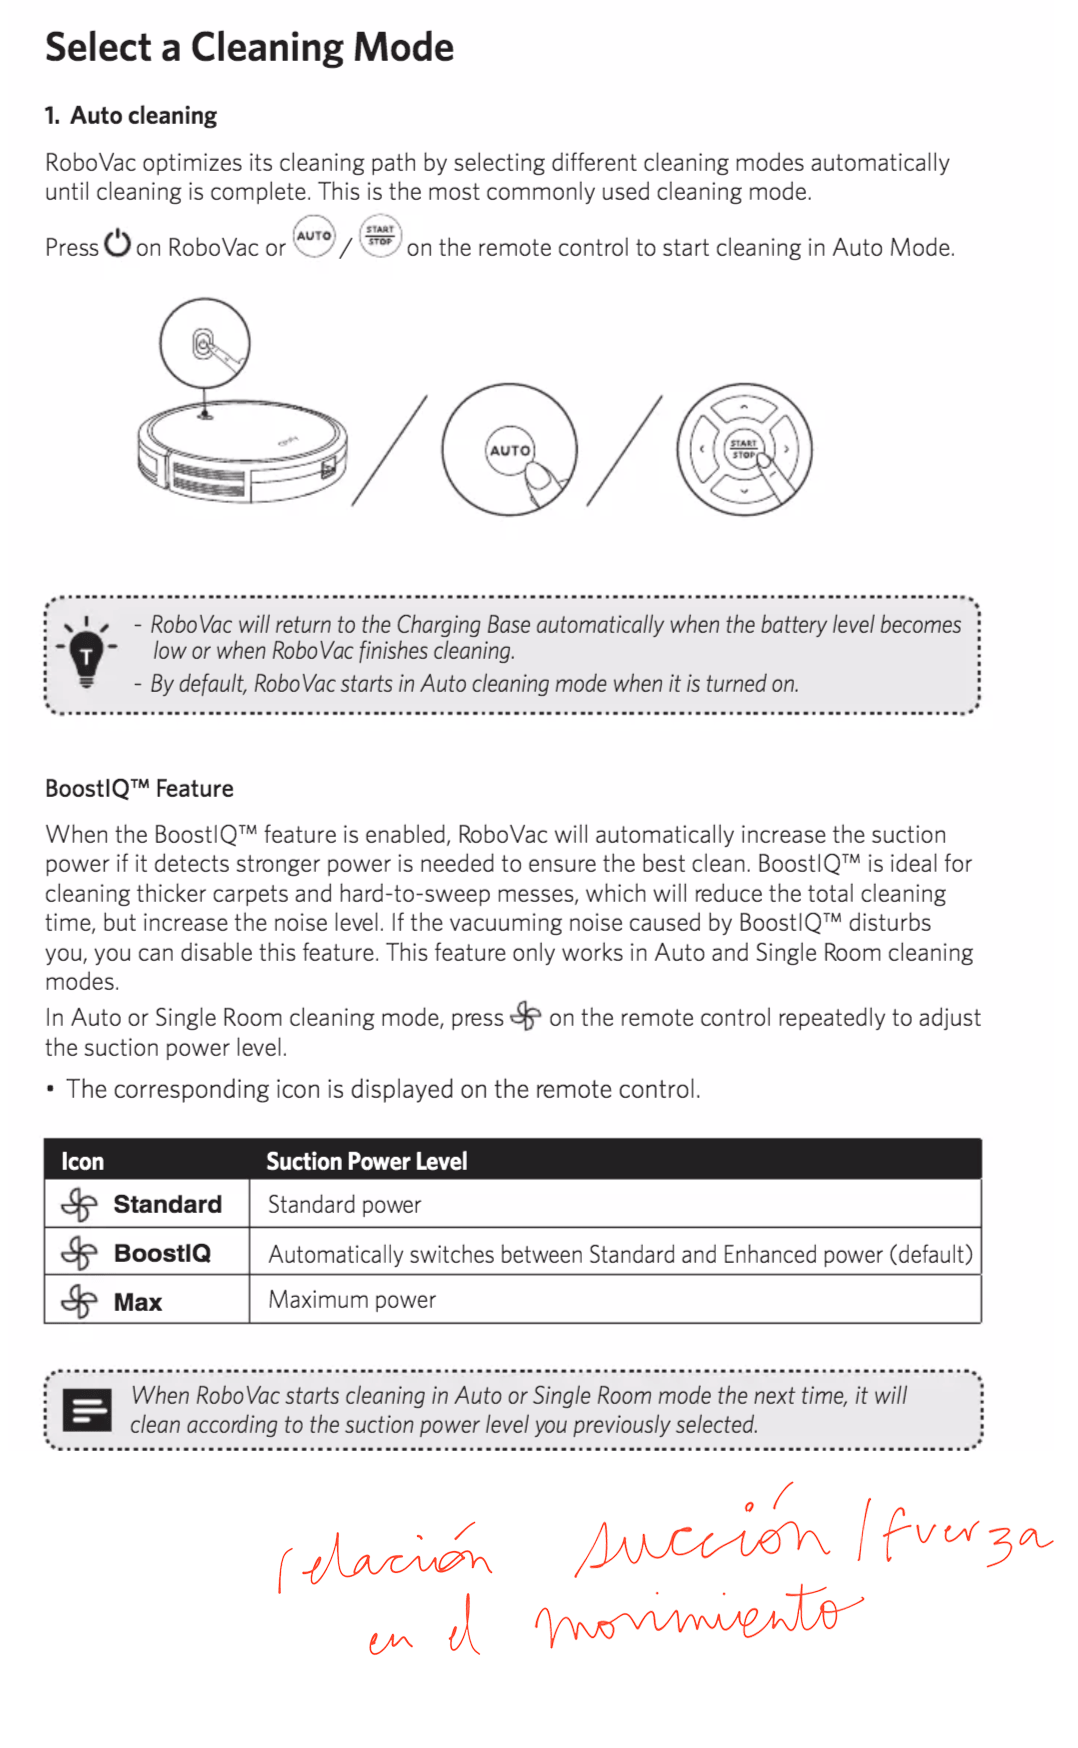 Select a Cleaning Mode
1. Auto cleaning
RoboVac optimizes its cleaning path by selecting different cleaning modes automatically
until cleaning is complete. This is the most commonly used cleaning mode.
Press on RoboVac or AUTO / START STOP on the remote control to start cleaning in Auto Mode.
AUTO
START
STOP
T
- RoboVac will return to the Charging Base automatically when the battery level becomes
low or when RoboVac finishes cleaning.
- By default, RoboVac starts in Auto cleaning mode when it is turned on.
BoostIQ™ Feature
When the BoostIQ™ feature is enabled, RoboVac will automatically increase the suction
power if it detects stronger power is needed to ensure the best clean. BoostIQ™ is ideal for
cleaning thicker carpets and hard-to-sweep messes, which will reduce the total cleaning
time, but increase the noise level. If the vacuuming noise caused by BoostIQ™ disturbs
you, you can disable this feature. This feature only works in Auto and Single Room cleaning
modes.
In Auto or Single Room cleaning mode, press on the remote control repeatedly to adjust
the suction power level.
• The corresponding icon is displayed on the remote control.
Icon Suction Power Level
Standard Standard power
BoostIQ Automatically switches between Standard and Enhanced power (default)
Max Maximum power
When RoboVac starts cleaning in Auto or Single Room mode the next time, it will
clean according to the suction power level you previously selected.
relación succión / fuerza
en el movimiento